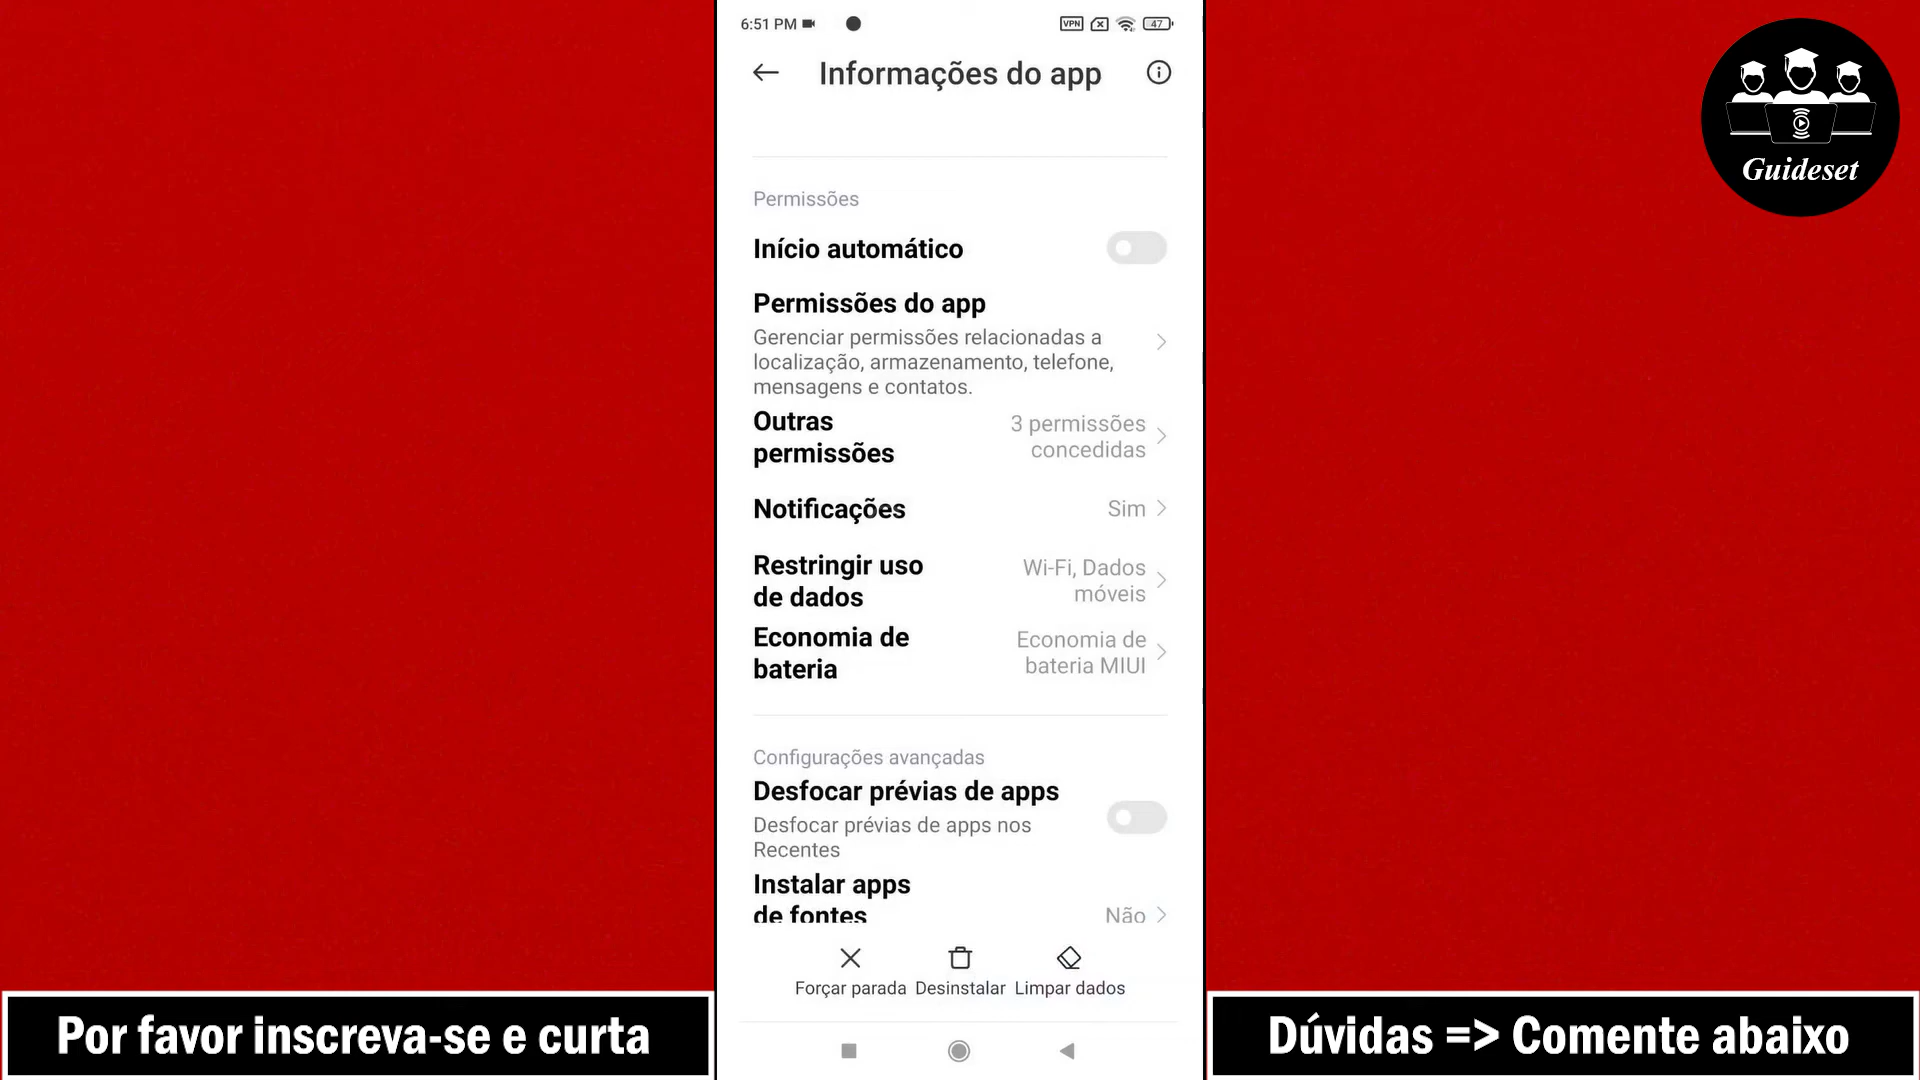 6:51 PM
VPN
47
Informações do app
Guideset
Permissões
Início automático
Permissões do app
Gerenciar permissões relacionadas a
localização, armazenamento, telefone,
mensagens e contatos.
Outras
permissões
3 permissões
concedidas
Notificações
Sim
Restringir uso
de dados
Wi-Fi, Dados
móveis
Economia de
bateria
Economia de
bateria MIUI
Configurações avançadas
Desfocar prévias de apps
Desfocar prévias de apps nos
Recentes
Instalar apps
de fontes
Não
Forçar parada
Desinstalar
Limpar dados
Por favor inscreva-se e curta
Dúvidas => Comente abaixo